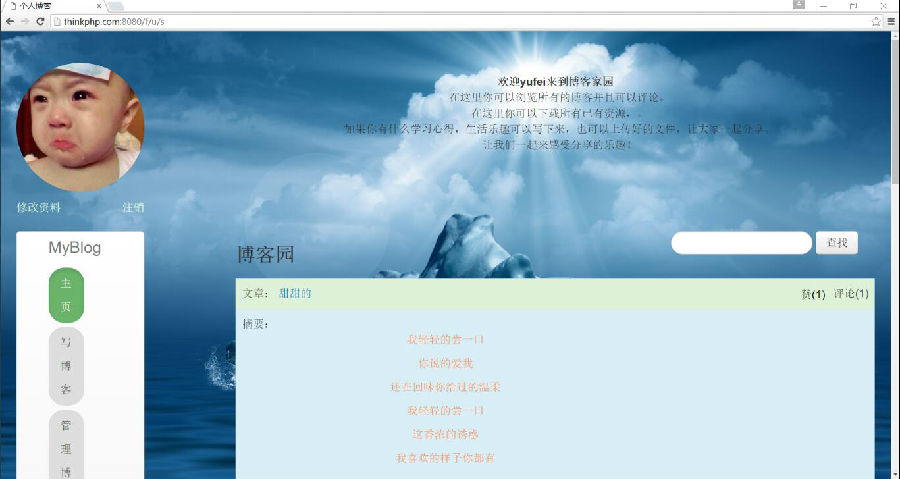 个人博客
thinkphp.com:8080/f/u/s
欢迎yufei来到博客家园
在这里你可以浏览所有的博客并且可以评论。
在这里你可以下载所有已有资源，。
如果你有什么学习心得，生活乐趣可以写下来，也可以上传好的文件，让大家一起分享。
让我们一起来感受分享的乐趣！
修改资料 注销
MyBlog
主页
写博客
管理博
博客园
查找
文章： 甜甜的 赞(1) 评论(1)
摘要：
我轻轻的尝一口
你说的爱我
还在回味你给过的温柔
我轻轻的尝一口
这香浓的诱惑
我喜欢的样子你都有